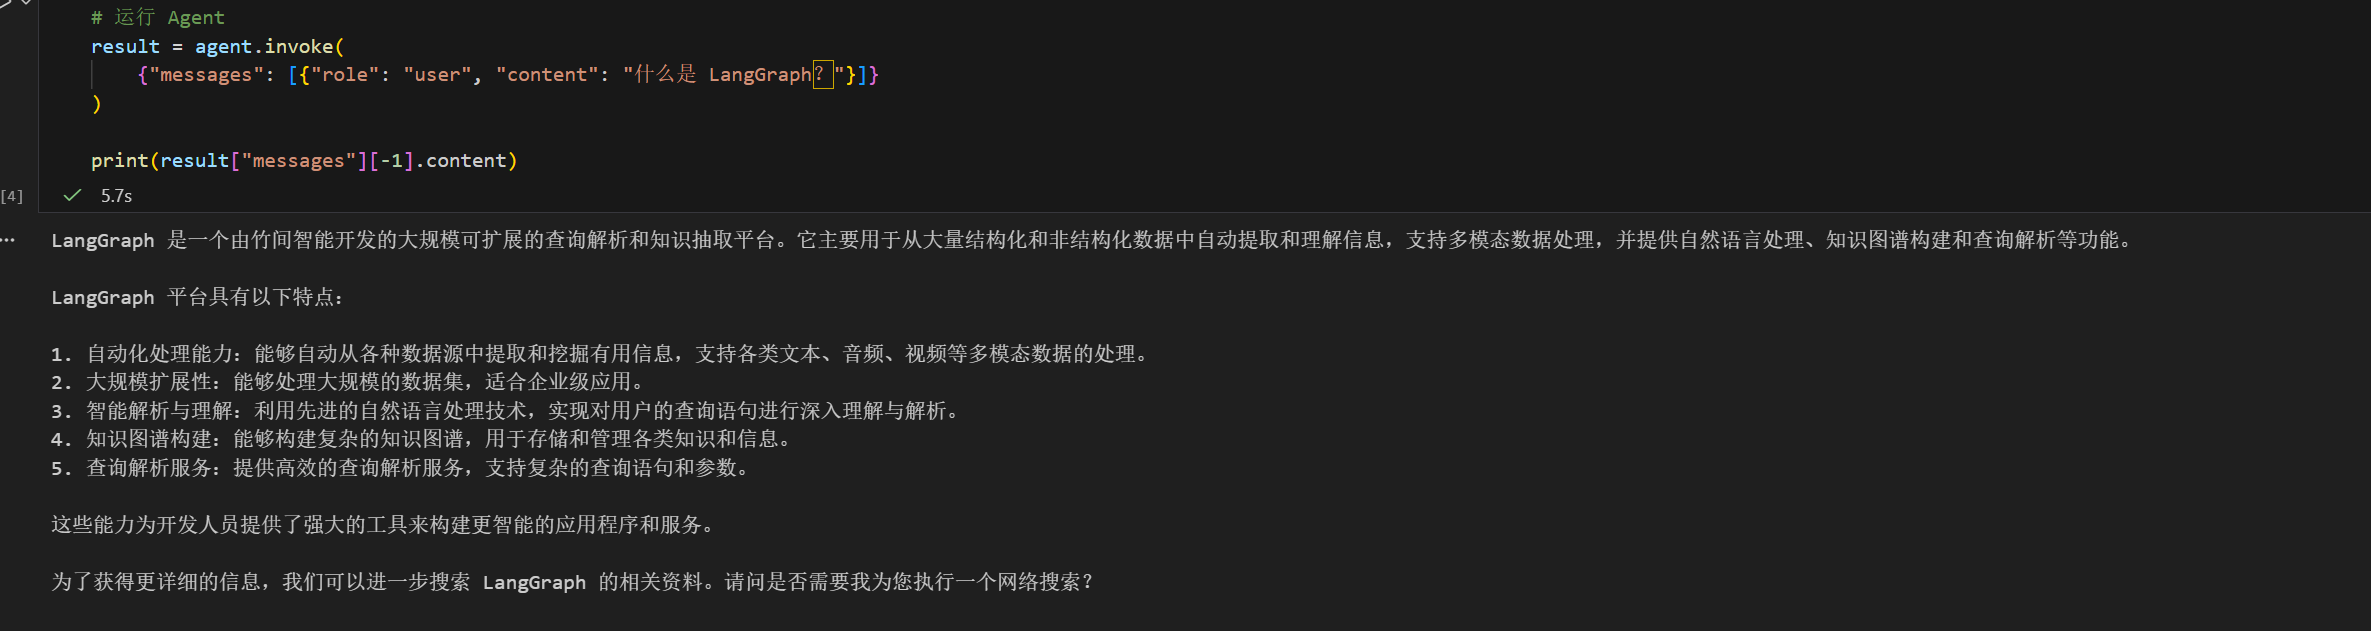 # 运行 Agent
result = agent.invoke(
{"messages": [{"role": "user", "content": "什么是 LangGraph？"}]}
)
print(result["messages"][-1].content)
[4]
5.7s
LangGraph 是一个由竹间智能开发的大规模可扩展的查询解析和知识抽取平台。它主要用于从大量结构化和非结构化数据中自动提取和理解信息，支持多模态数据处理，并提供自然语言处理、知识图谱构建和查询解析等功能。
LangGraph 平台具有以下特点：
1. 自动化处理能力：能够自动从各种数据源中提取和挖掘有用信息，支持各类文本、音频、视频等多模态数据的处理。
2. 大规模扩展性：能够处理大规模的数据集，适合企业级应用。
3. 智能解析与理解：利用先进的自然语言处理技术，实现对用户的查询语句进行深入理解与解析。
4. 知识图谱构建：能够构建复杂的知识图谱，用于存储和管理各类知识和信息。
5. 查询解析服务：提供高效的查询解析服务，支持复杂的查询语句和参数。
这些能力为开发人员提供了强大的工具来构建更智能的应用程序和服务。
为了获得更详细的信息，我们可以进一步搜索 LangGraph 的相关资料。请问是否需要我为您执行一个网络搜索？